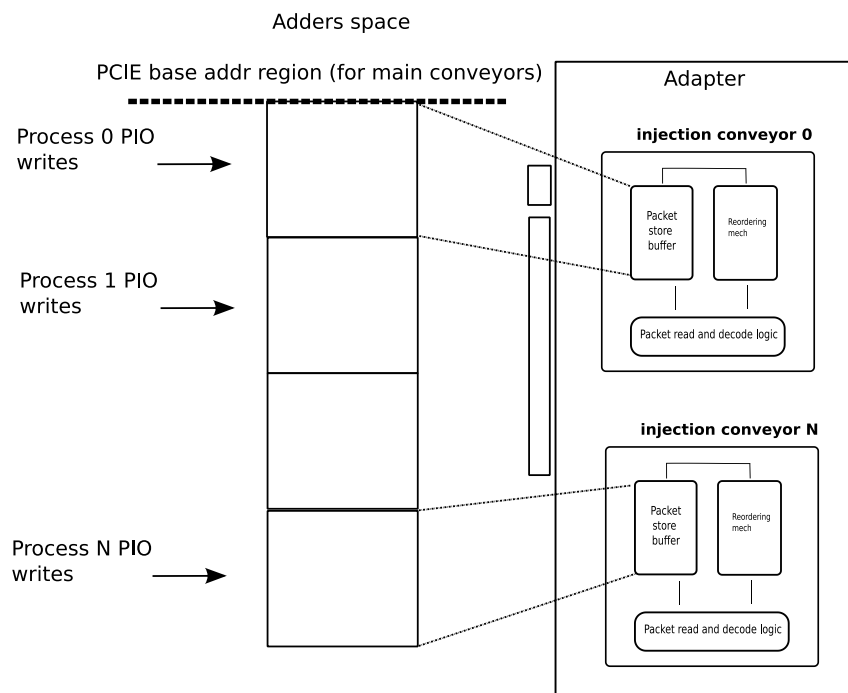 Adders space
PCIE base addr region (for main conveyors)
Adapter
Process 0 PIO
writes
injection conveyor 0
Packet
store
buffer
Reordering
mech
Packet read and decode logic
Process 1 PIO
writes
injection conveyor N
Packet
store
buffer
Reordering
mech
Packet read and decode logic
Process N PIO
writes